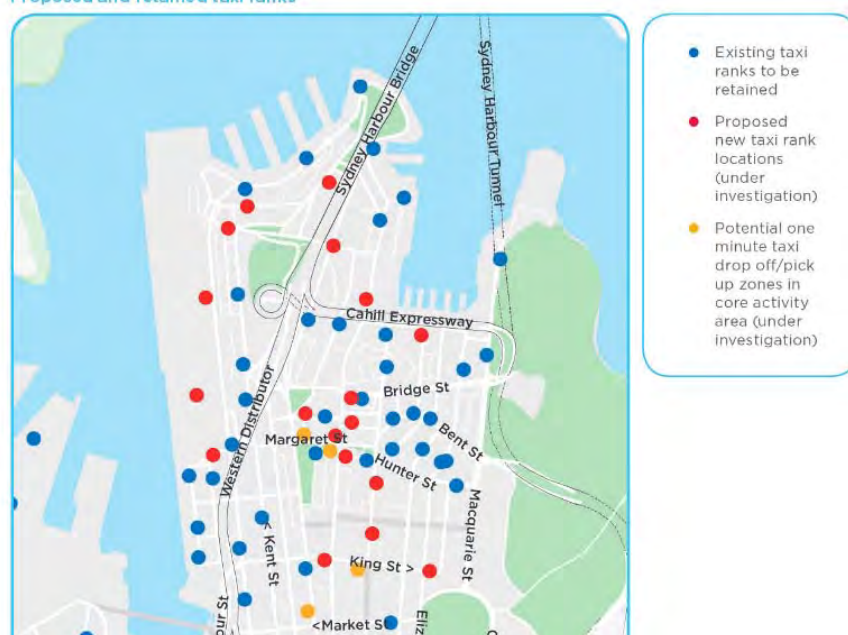 Proposed and retained taxi ranks
Sydney Harbour Bridge
Sydney Harbour Tunnel
Existing taxi
ranks to be
retained
Proposed
new taxi rank
locations
(under
investigation)
Potential one
minute taxi
drop off/pick
up zones in
core activity
area (under
investigation)
Cahill Expressway
Western Distributor
Bridge St
Margaret St
Bent St
Hunter St
Macquarie St
< Kent St
King St >
<Market St
our St
Eliz